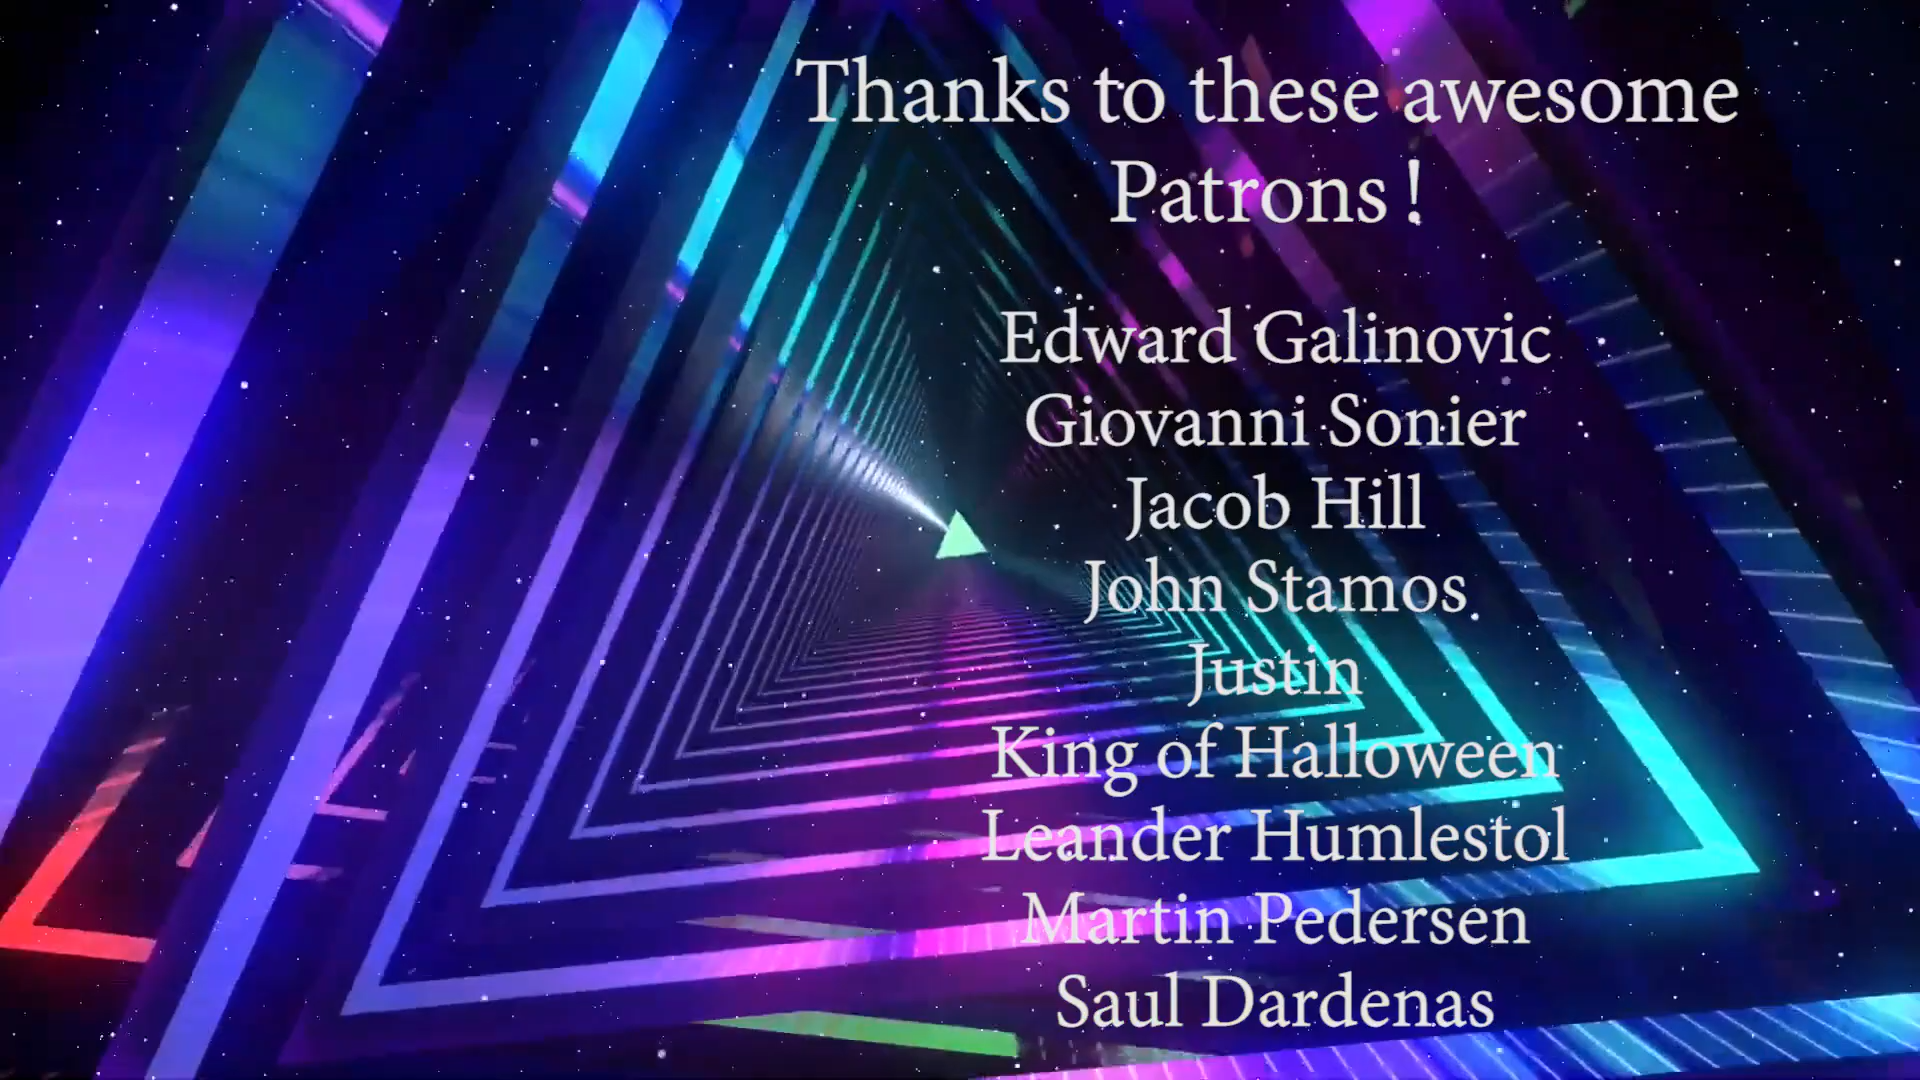 Thanks to these awesome
Patrons !
Edward Galinovic
Giovanni Sonier
Jacob Hill
John Stamos
Justin
King of Halloween
Leander Humlestol
Martin Pedersen
Saul Dardenas